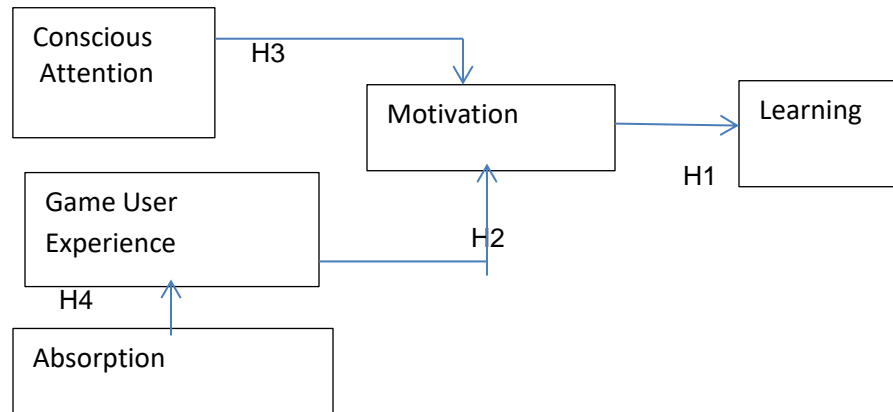 Conscious
Attention
H3
Motivation
Learning
H1
Game User
Experience
H2
H4
Absorption